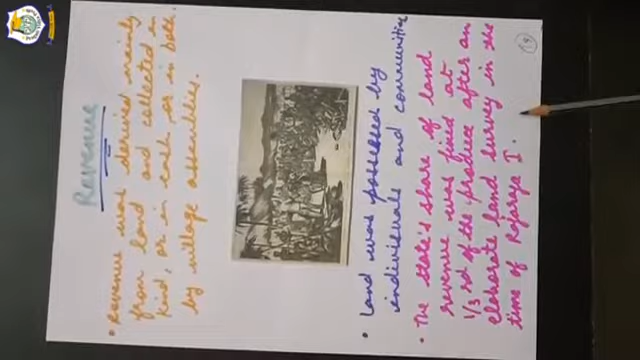 Revenue
• Revenue was derived mainly
from land and collected in
kind, or in cash, or in both
by village assemblies.
• Land was possessed by
individuals and communities
• The state's share of land
revenue was fixed at
1/3 rd of the produce after an
elaborate land survey in the
time of Rajaraja I.